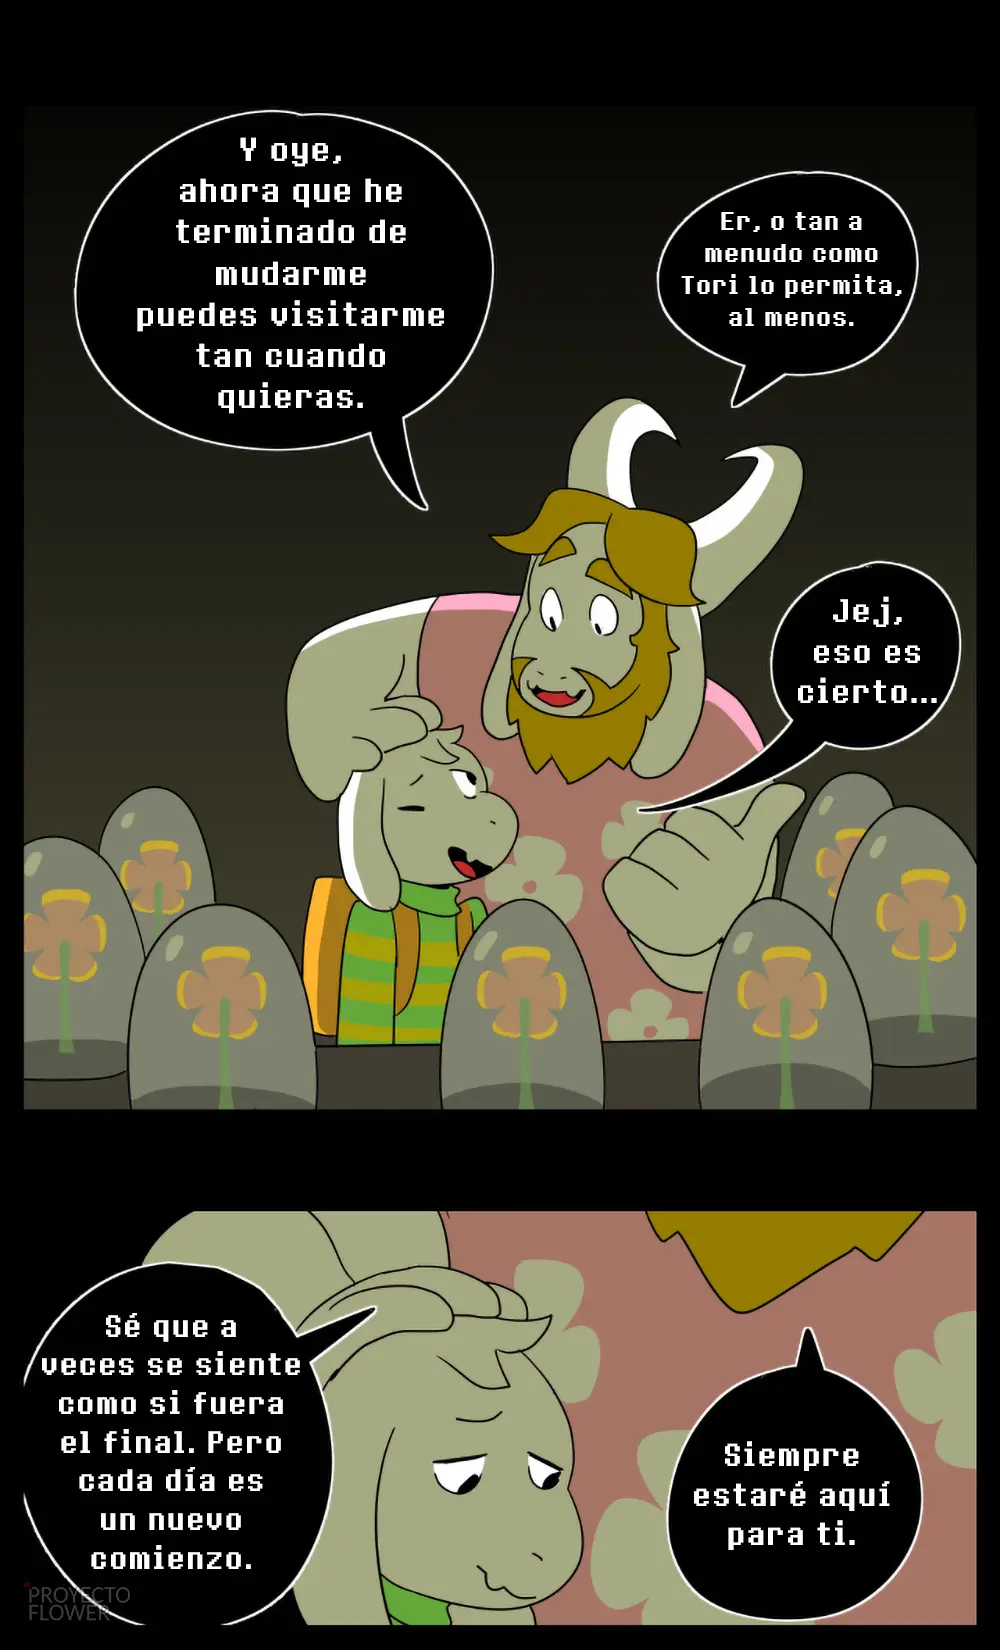 Y oye,
ahora que he
terminado de
mudarme
puedes visitarme
tan cuando
quieras.
Er, o tan a
menudo como
Tori lo permita,
al menos.
Jej,
eso es
cierto...
Sé que a
veces se siente
como si fuera
el final. Pero
cada día es
un nuevo
comienzo.
Siempre
estaré aquí
para ti.
PROYECTO
FLOWER